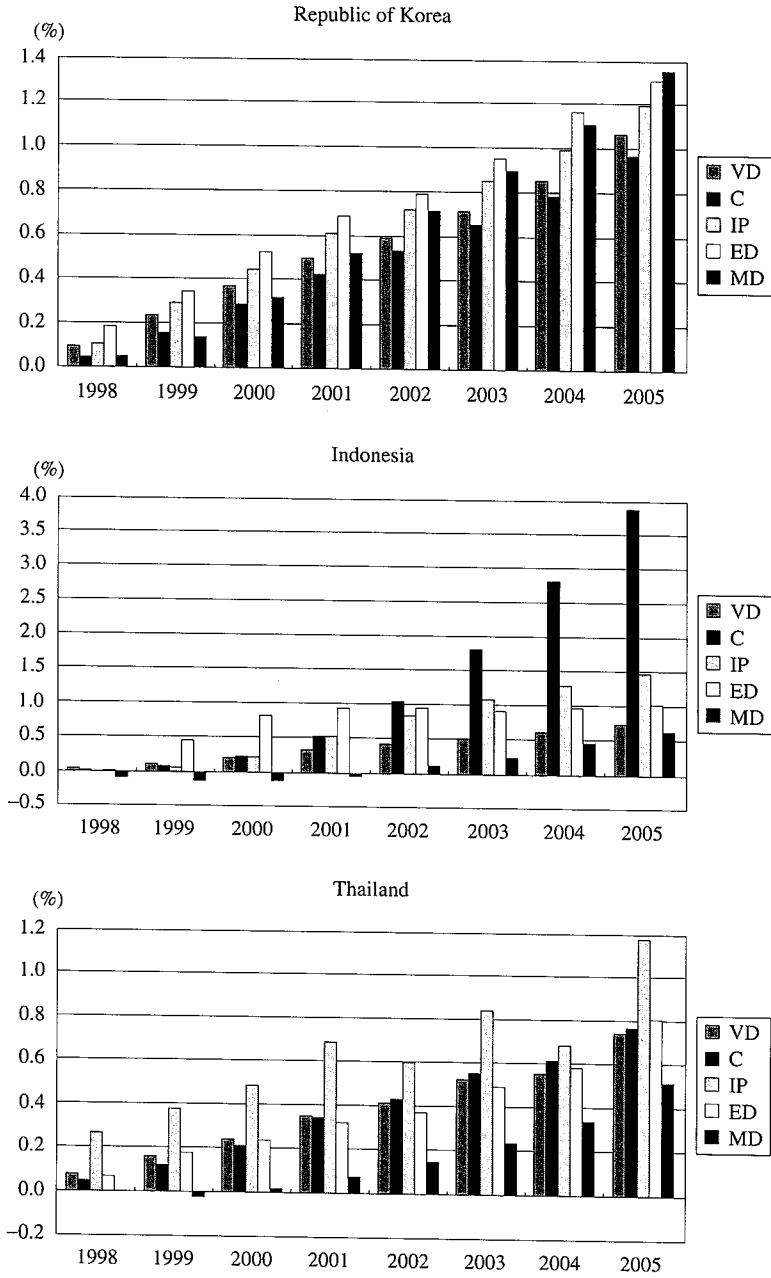 Republic of Korea
(%)
1.4
1.2
1.0
0.8
0.6
0.4
0.2
0.0
1998 1999 2000 2001 2002 2003 2004 2005
VD
C
IP
ED
MD
Indonesia
(%)
4.0
3.5
3.0
2.5
2.0
1.5
1.0
0.5
0.0
–0.5
1998 1999 2000 2001 2002 2003 2004 2005
VD
C
IP
ED
MD
Thailand
(%)
1.2
1.0
0.8
0.6
0.4
0.2
0.0
–0.2
1998 1999 2000 2001 2002 2003 2004 2005
VD
C
IP
ED
MD